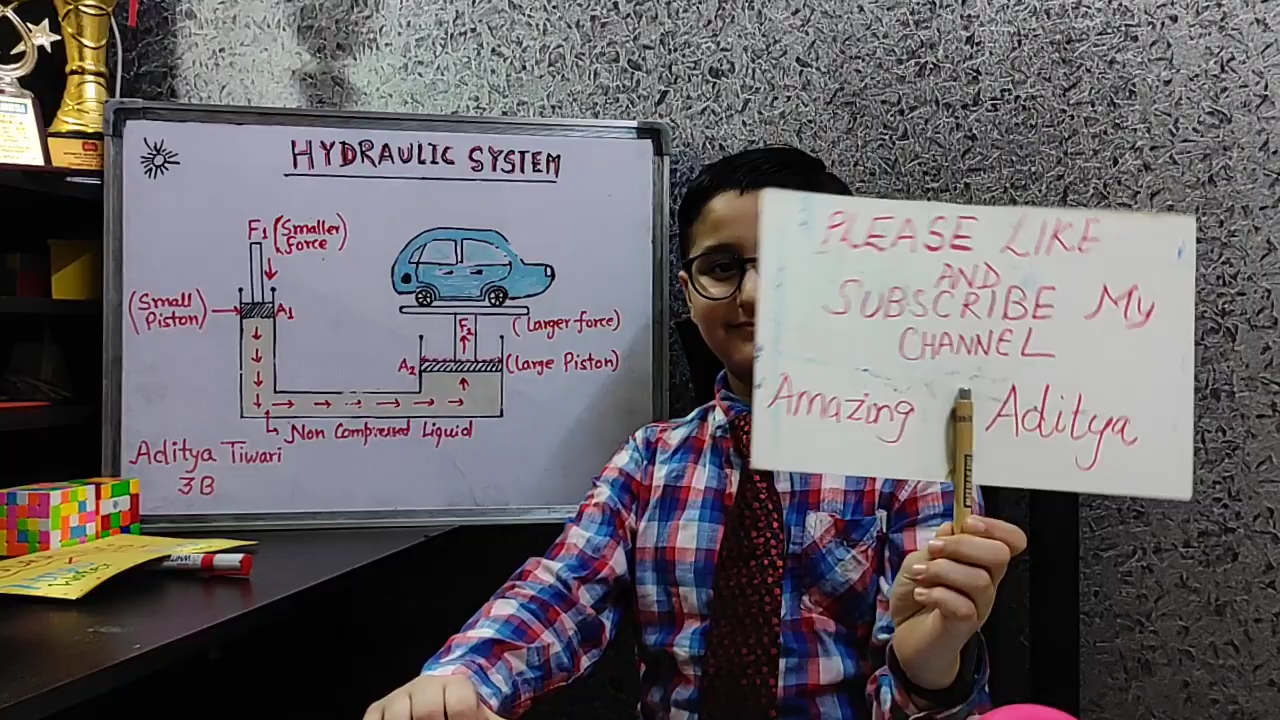 HYDRAULIC SYSTEM
F1 (Smaller force)
(Small Piston)
A1
F2
(larger force)
A2
(large Piston)
Non Compressed Liquid
Aditya Tiwari
3B
PLEASE LIKE
AND
SUBSCRIBE My
CHANNEL
Amazing Aditya